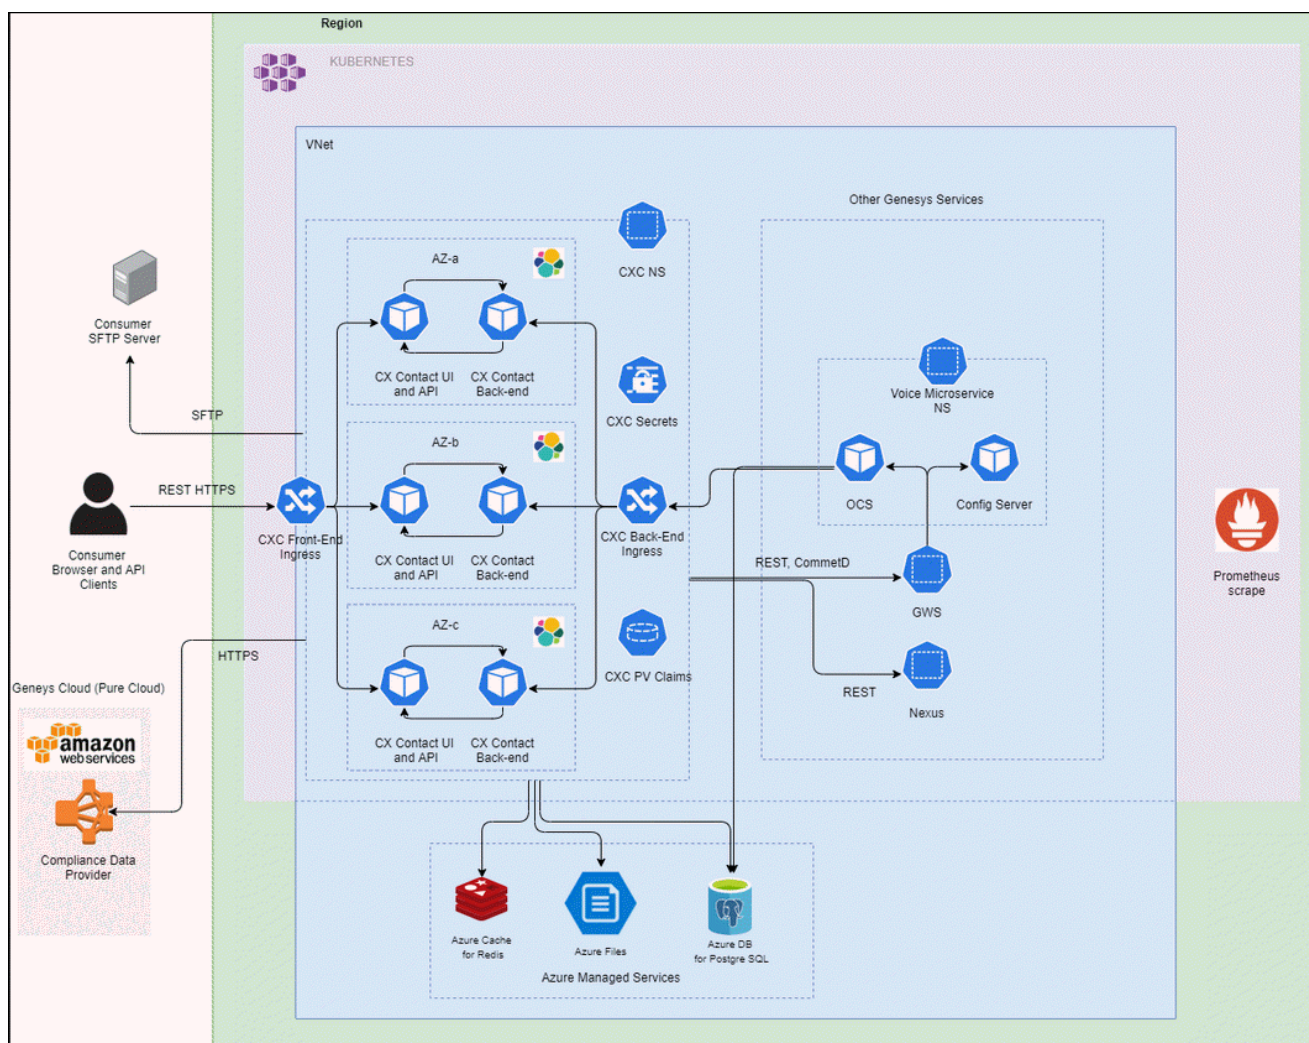 Region
KUBERNETES
VNet
Other Genesys Services
CXC NS
AZ-a
CX Contact UI
and API
CX Contact
Back-end
Consumer
SFTP Server
SFTP
CXC Secrets
Voice Microservice
NS
AZ-b
CX Contact UI
and API
CX Contact
Back-end
REST HTTPS
CXC Front-End
Ingress
CXC Back-End
Ingress
OCS
Config Server
Consumer
Browser and API
Clients
REST, CommetD
GWS
Prometheus
scrape
AZ-c
CX Contact UI
and API
CX Contact
Back-end
CXC PV Claims
REST
Nexus
HTTPS
Geneys Cloud (Pure Cloud)
amazon
webservices
Compliance Data
Provider
Azure Cache
for Redis
Azure Files
Azure DB
for Postgre SQL
Azure Managed Services